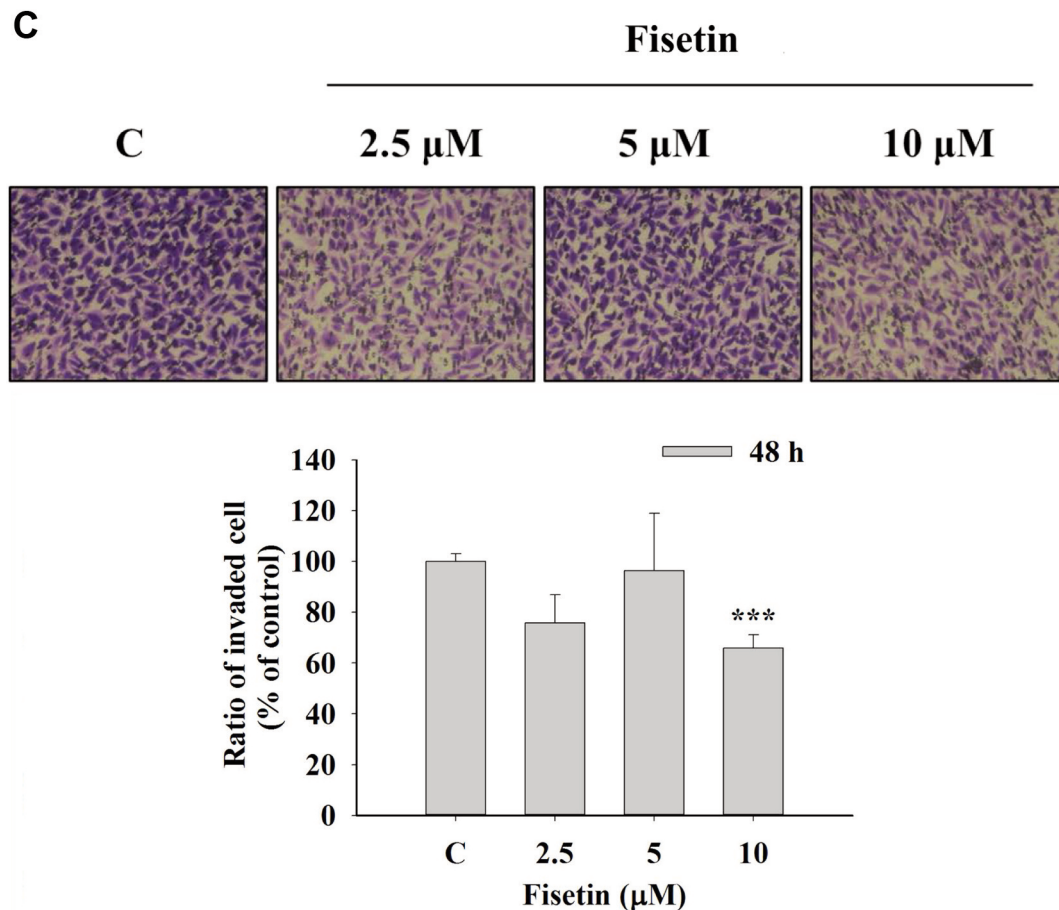 C
Fisetin
C 2.5 μM 5 μM 10 μM
48 h
140
120
100
80
60
40
20
0
Ratio of invaded cell
(% of control)
***
C 2.5 5 10
Fisetin (μM)